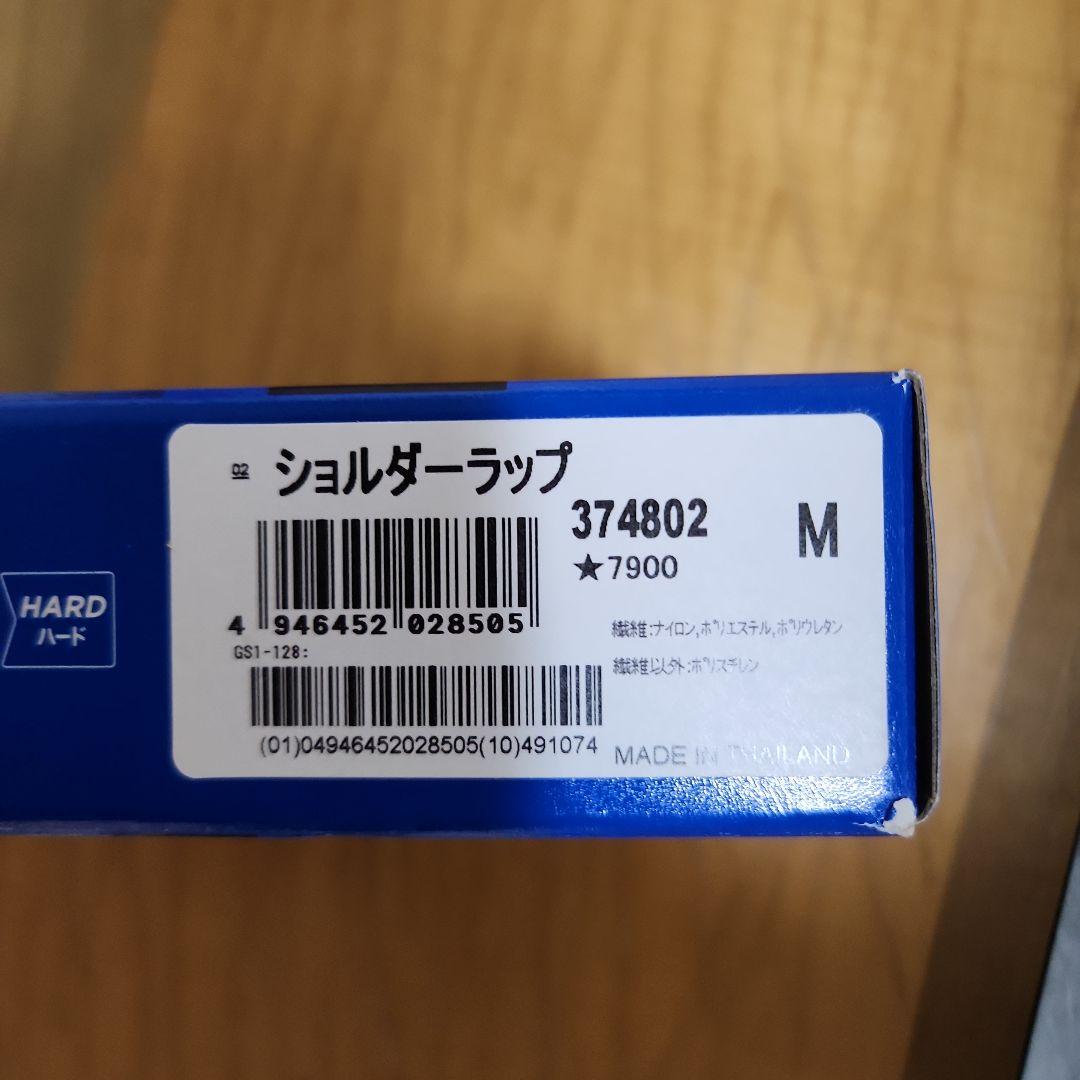 HARD
ハード
02 ショルダーラップ
374802
M
★7900
4 946452 028505
繊維:ナイロン,ポリエステル,ポリウレタン
GS1-128:
繊維以外:ポリスチレン
(01)04946452028505(10)491074
MADE IN THAILAND